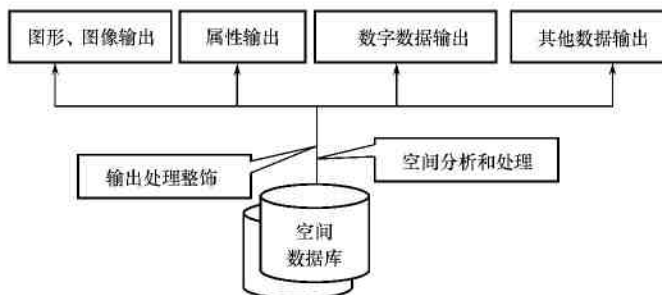 图形、图像输出
属性输出
数字数据输出
其他数据输出
输出处理整饰
空间分析和处理
空间
数据库